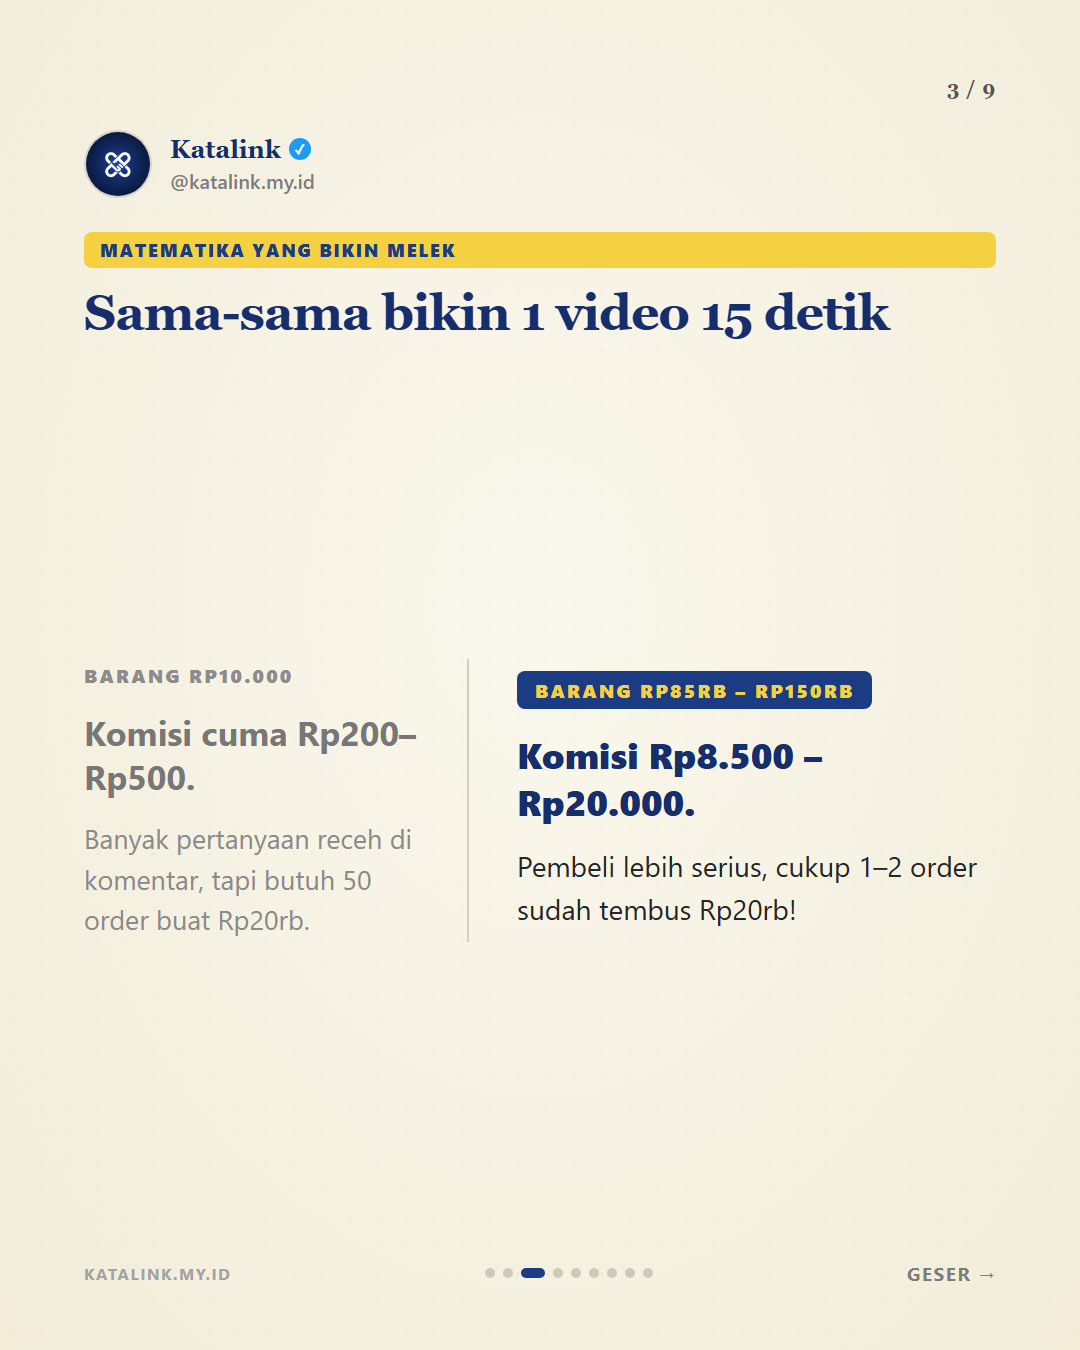 3 / 9
Katalink
@katalink.my.id
MATEMATIKA YANG BIKIN MELEK
Sama-sama bikin 1 video 15 detik
BARANG RP10.000
Komisi cuma Rp200–
Rp500.
Banyak pertanyaan receh di
komentar, tapi butuh 50
order buat Rp20rb.
BARANG RP85RB – RP150RB
Komisi Rp8.500 –
Rp20.000.
Pembeli lebih serius, cukup 1–2 order
sudah tembus Rp20rb!
KATALINK.MY.ID
GESER →